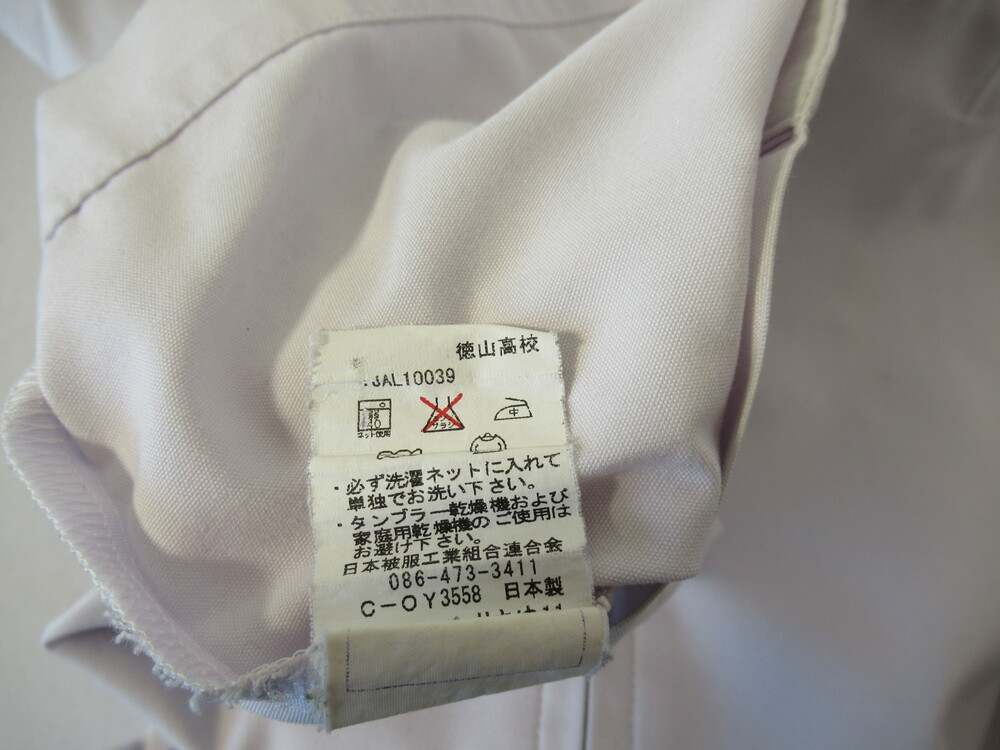 徳山高校
JAL10039
40
ネット使用
中
・必ず洗濯ネットに入れて
単独でお洗い下さい。
・タンブラー乾燥機および
家庭用乾燥機のご使用は
お避け下さい。
日本被服工業組合連合会
086-473-3411
C-OY3558 日本製